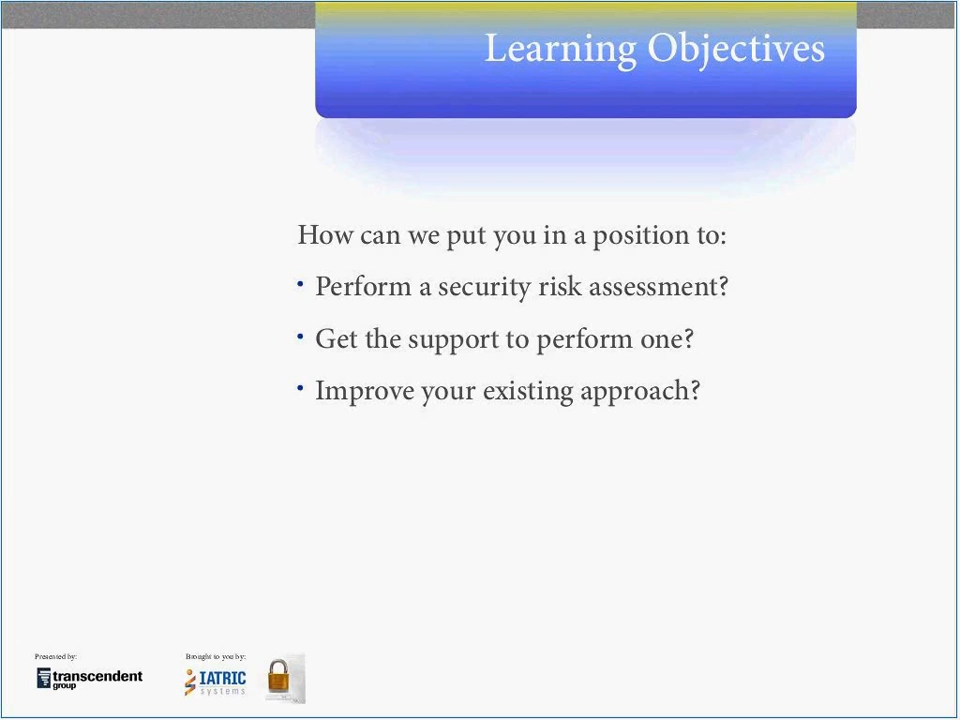 Learning Objectives
How can we put you in a position to:
• Perform a security risk assessment?
• Get the support to perform one?
• Improve your existing approach?
Presented by:
Brought to you by:
transcendent
group
IATRIC
systems